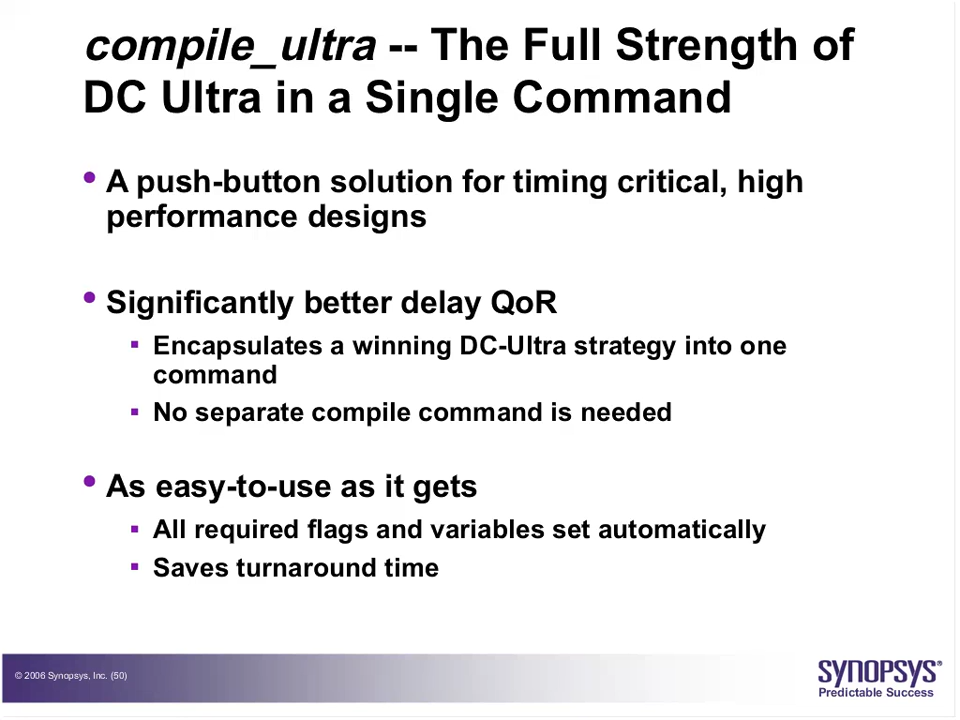 compile_ultra -- The Full Strength of
DC Ultra in a Single Command
• A push-button solution for timing critical, high
performance designs
• Significantly better delay QoR
▪ Encapsulates a winning DC-Ultra strategy into one
command
▪ No separate compile command is needed
• As easy-to-use as it gets
▪ All required flags and variables set automatically
▪ Saves turnaround time
© 2006 Synopsys, Inc. (50)
SYNOPSYS®
Predictable Success